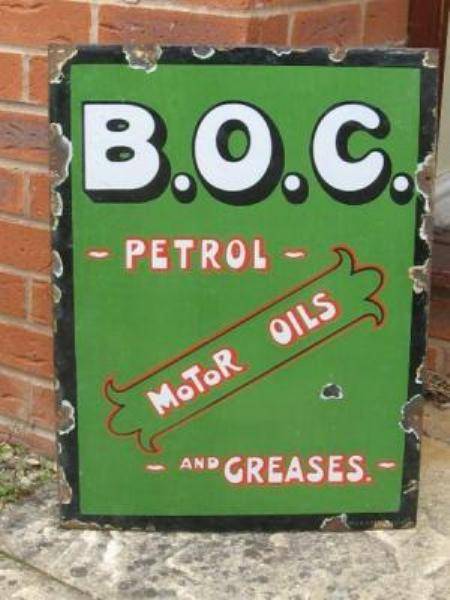 B.O.C.
- PETROL -
MOTOR OILS
- AND GREASES. -